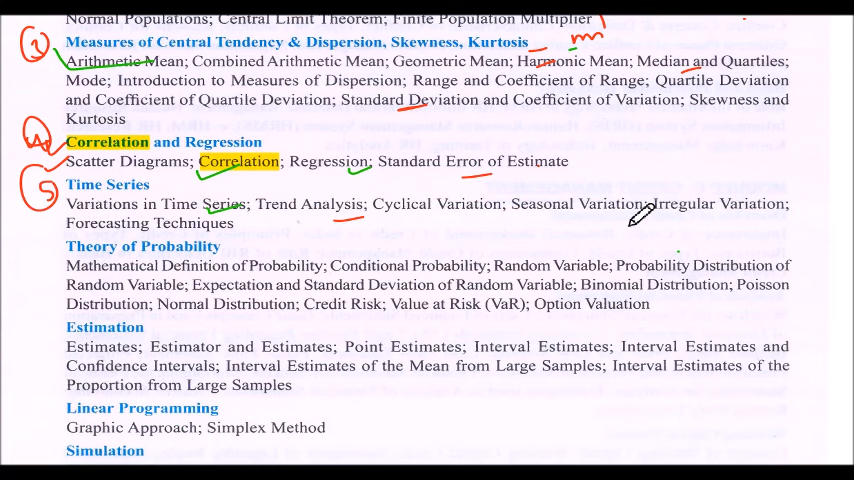 Normal Populations; Central Limit Theorem; Finite Population Multiplier
Measures of Central Tendency & Dispersion, Skewness, Kurtosis
Arithmetic Mean; Combined Arithmetic Mean; Geometric Mean; Harmonic Mean; Median and Quartiles;
Mode; Introduction to Measures of Dispersion; Range and Coefficient of Range; Quartile Deviation
and Coefficient of Quartile Deviation; Standard Deviation and Coefficient of Variation; Skewness and
Kurtosis
Correlation and Regression
Scatter Diagrams; Correlation; Regression; Standard Error of Estimate
Time Series
Variations in Time Series; Trend Analysis; Cyclical Variation; Seasonal Variation; Irregular Variation;
Forecasting Techniques
Theory of Probability
Mathematical Definition of Probability; Conditional Probability; Random Variable; Probability Distribution of
Random Variable; Expectation and Standard Deviation of Random Variable; Binomial Distribution; Poisson
Distribution; Normal Distribution; Credit Risk; Value at Risk (VaR); Option Valuation
Estimation
Estimates; Estimator and Estimates; Point Estimates; Interval Estimates; Interval Estimates and
Confidence Intervals; Interval Estimates of the Mean from Large Samples; Interval Estimates of the
Proportion from Large Samples
Linear Programming
Graphic Approach; Simplex Method
Simulation